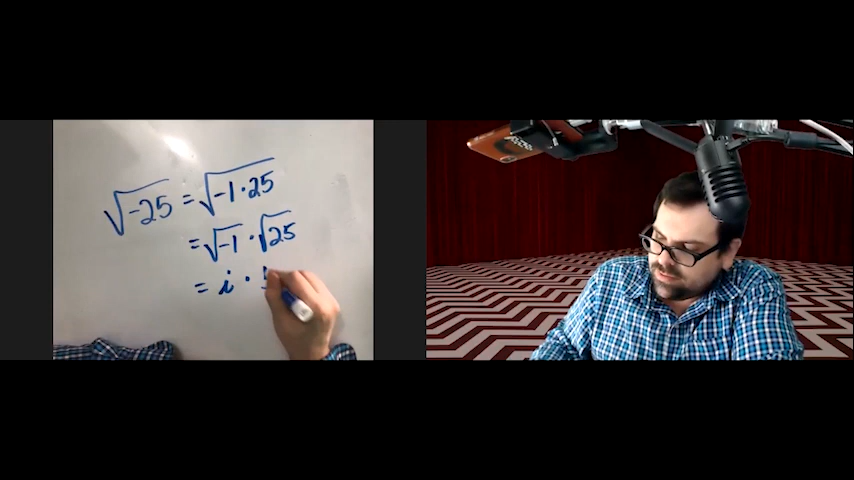 √-25 = √-1·25
= √-1 · √25
= i ·